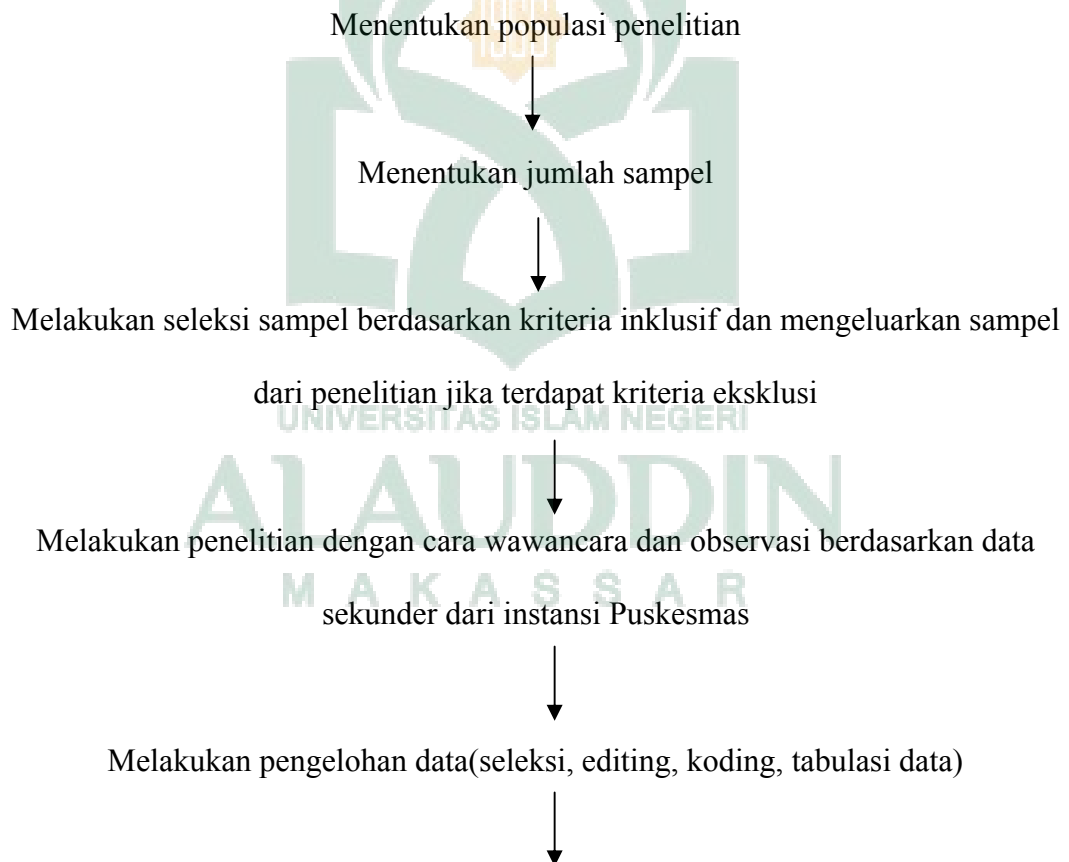 Menentukan populasi penelitian
Menentukan jumlah sampel
Melakukan seleksi sampel berdasarkan kriteria inklusif dan mengeluarkan sampel
dari penelitian jika terdapat kriteria eksklusi
UNIVERSITAS ISLAM NEGERI
ALAUDDIN
Melakukan penelitian dengan cara wawancara dan observasi berdasarkan data
MAKASSAR
sekunder dari instansi Puskesmas
Melakukan pengelohan data(seleksi, editing, koding, tabulasi data)